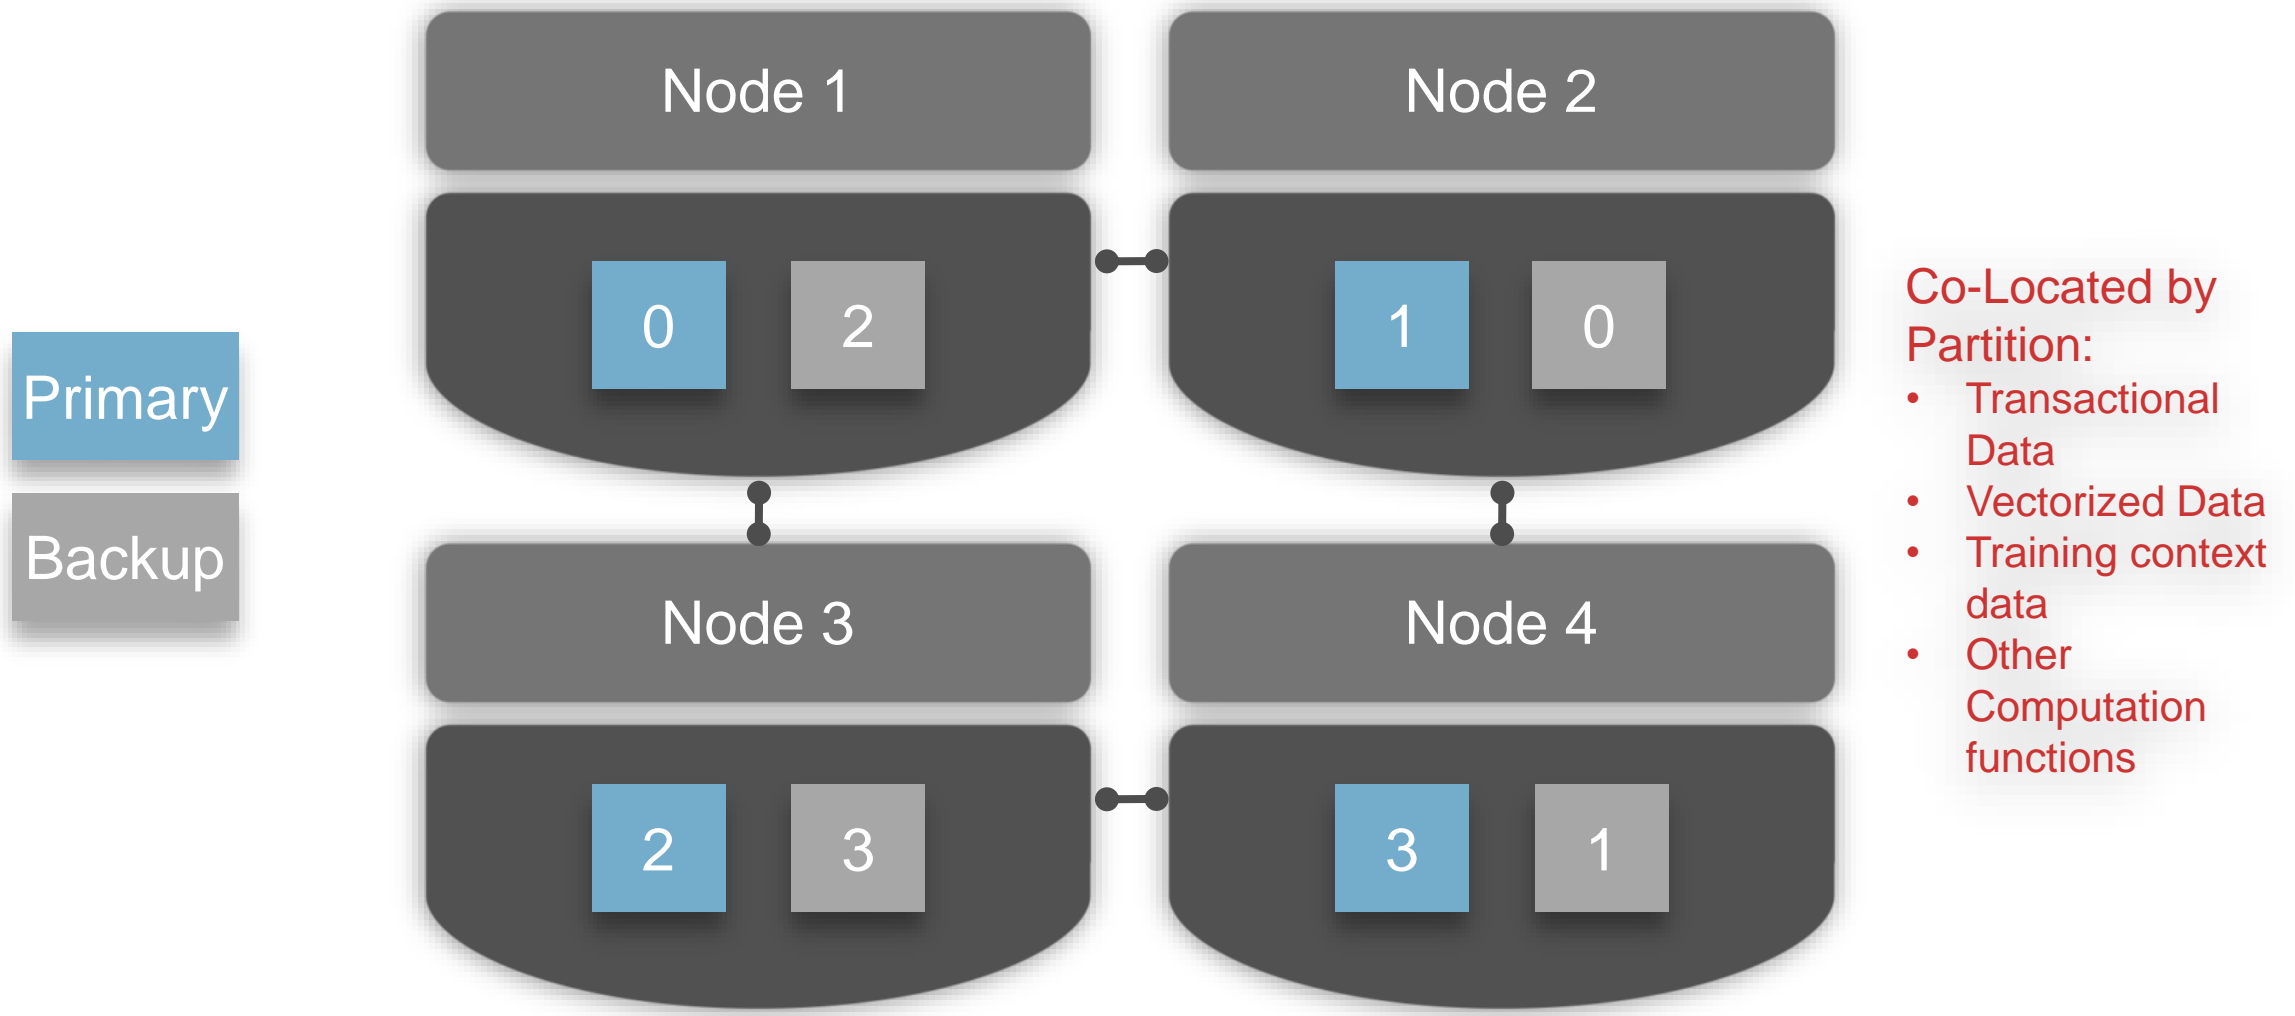 Node 1
Node 2
0
2
1
0
Primary
Backup
Node 3
Node 4
2
3
3
1
Co-Located by
Partition:
• Transactional
Data
• Vectorized Data
• Training context
data
• Other
Computation
functions